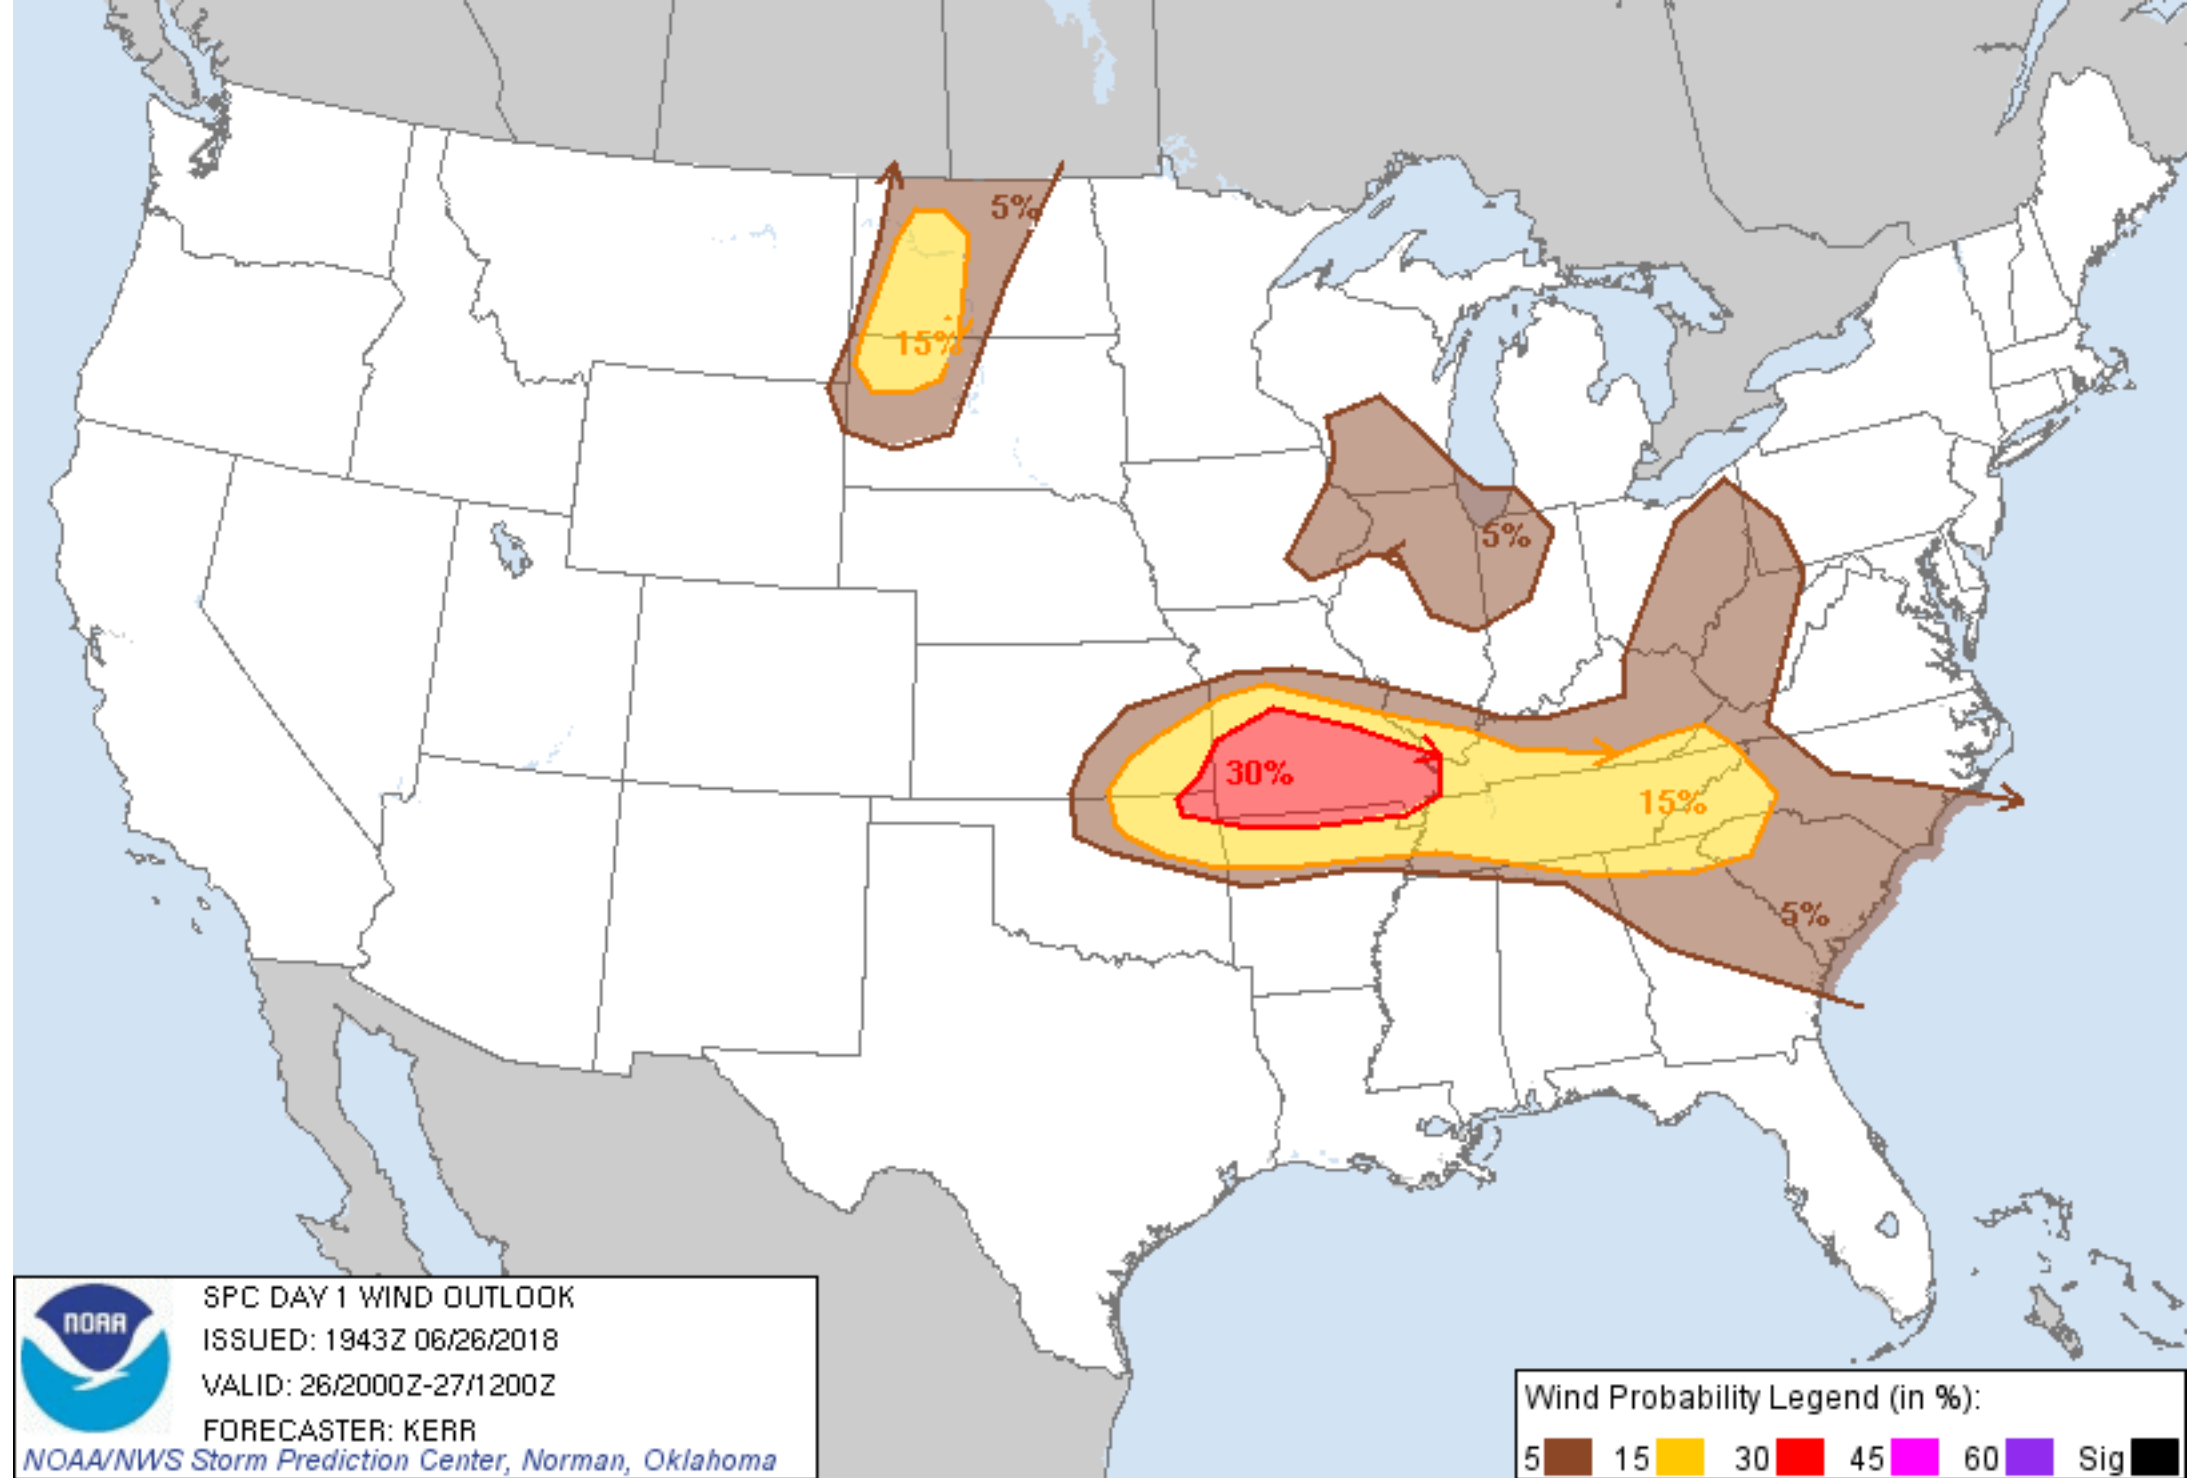 5%
15%
5%
30%
15%
5%
NOAA
SPC DAY 1 WIND OUTLOOK
ISSUED: 1943Z 06/26/2018
VALID: 26/2000Z-27/1200Z
FORECASTER: KERR
NOAA/NWS Storm Prediction Center, Norman, Oklahoma
Wind Probability Legend (in %):
5 15 30 45 60 Sig